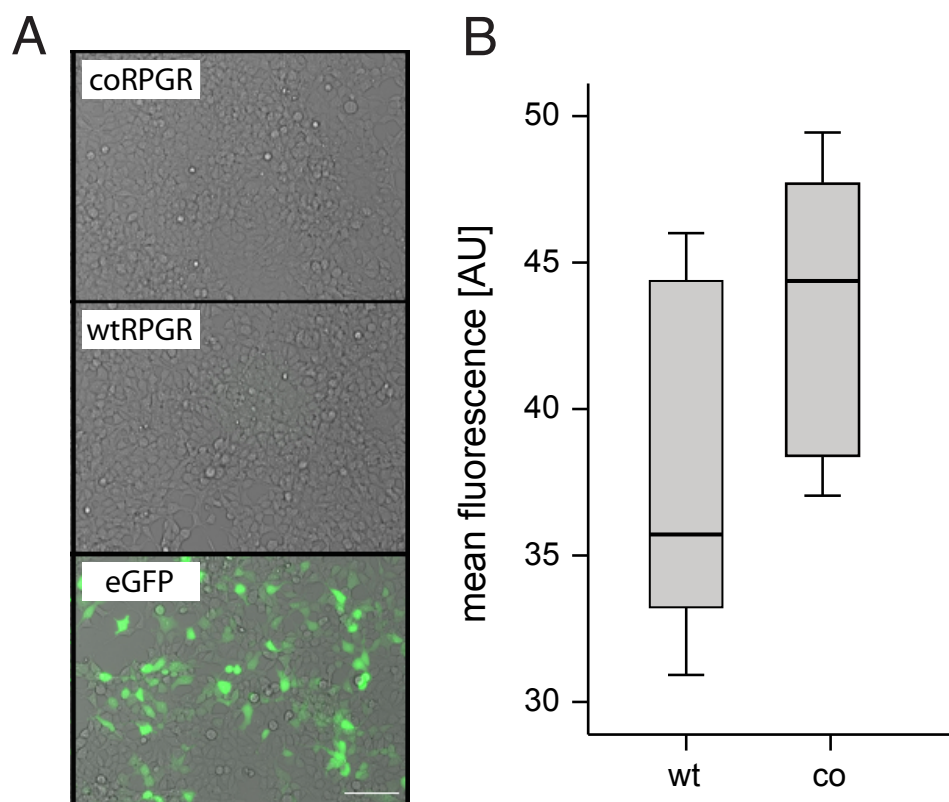 A
coRPGR
wtRPGR
eGFP
B
mean fluorescence [AU]
50
45
40
35
30
wt
co